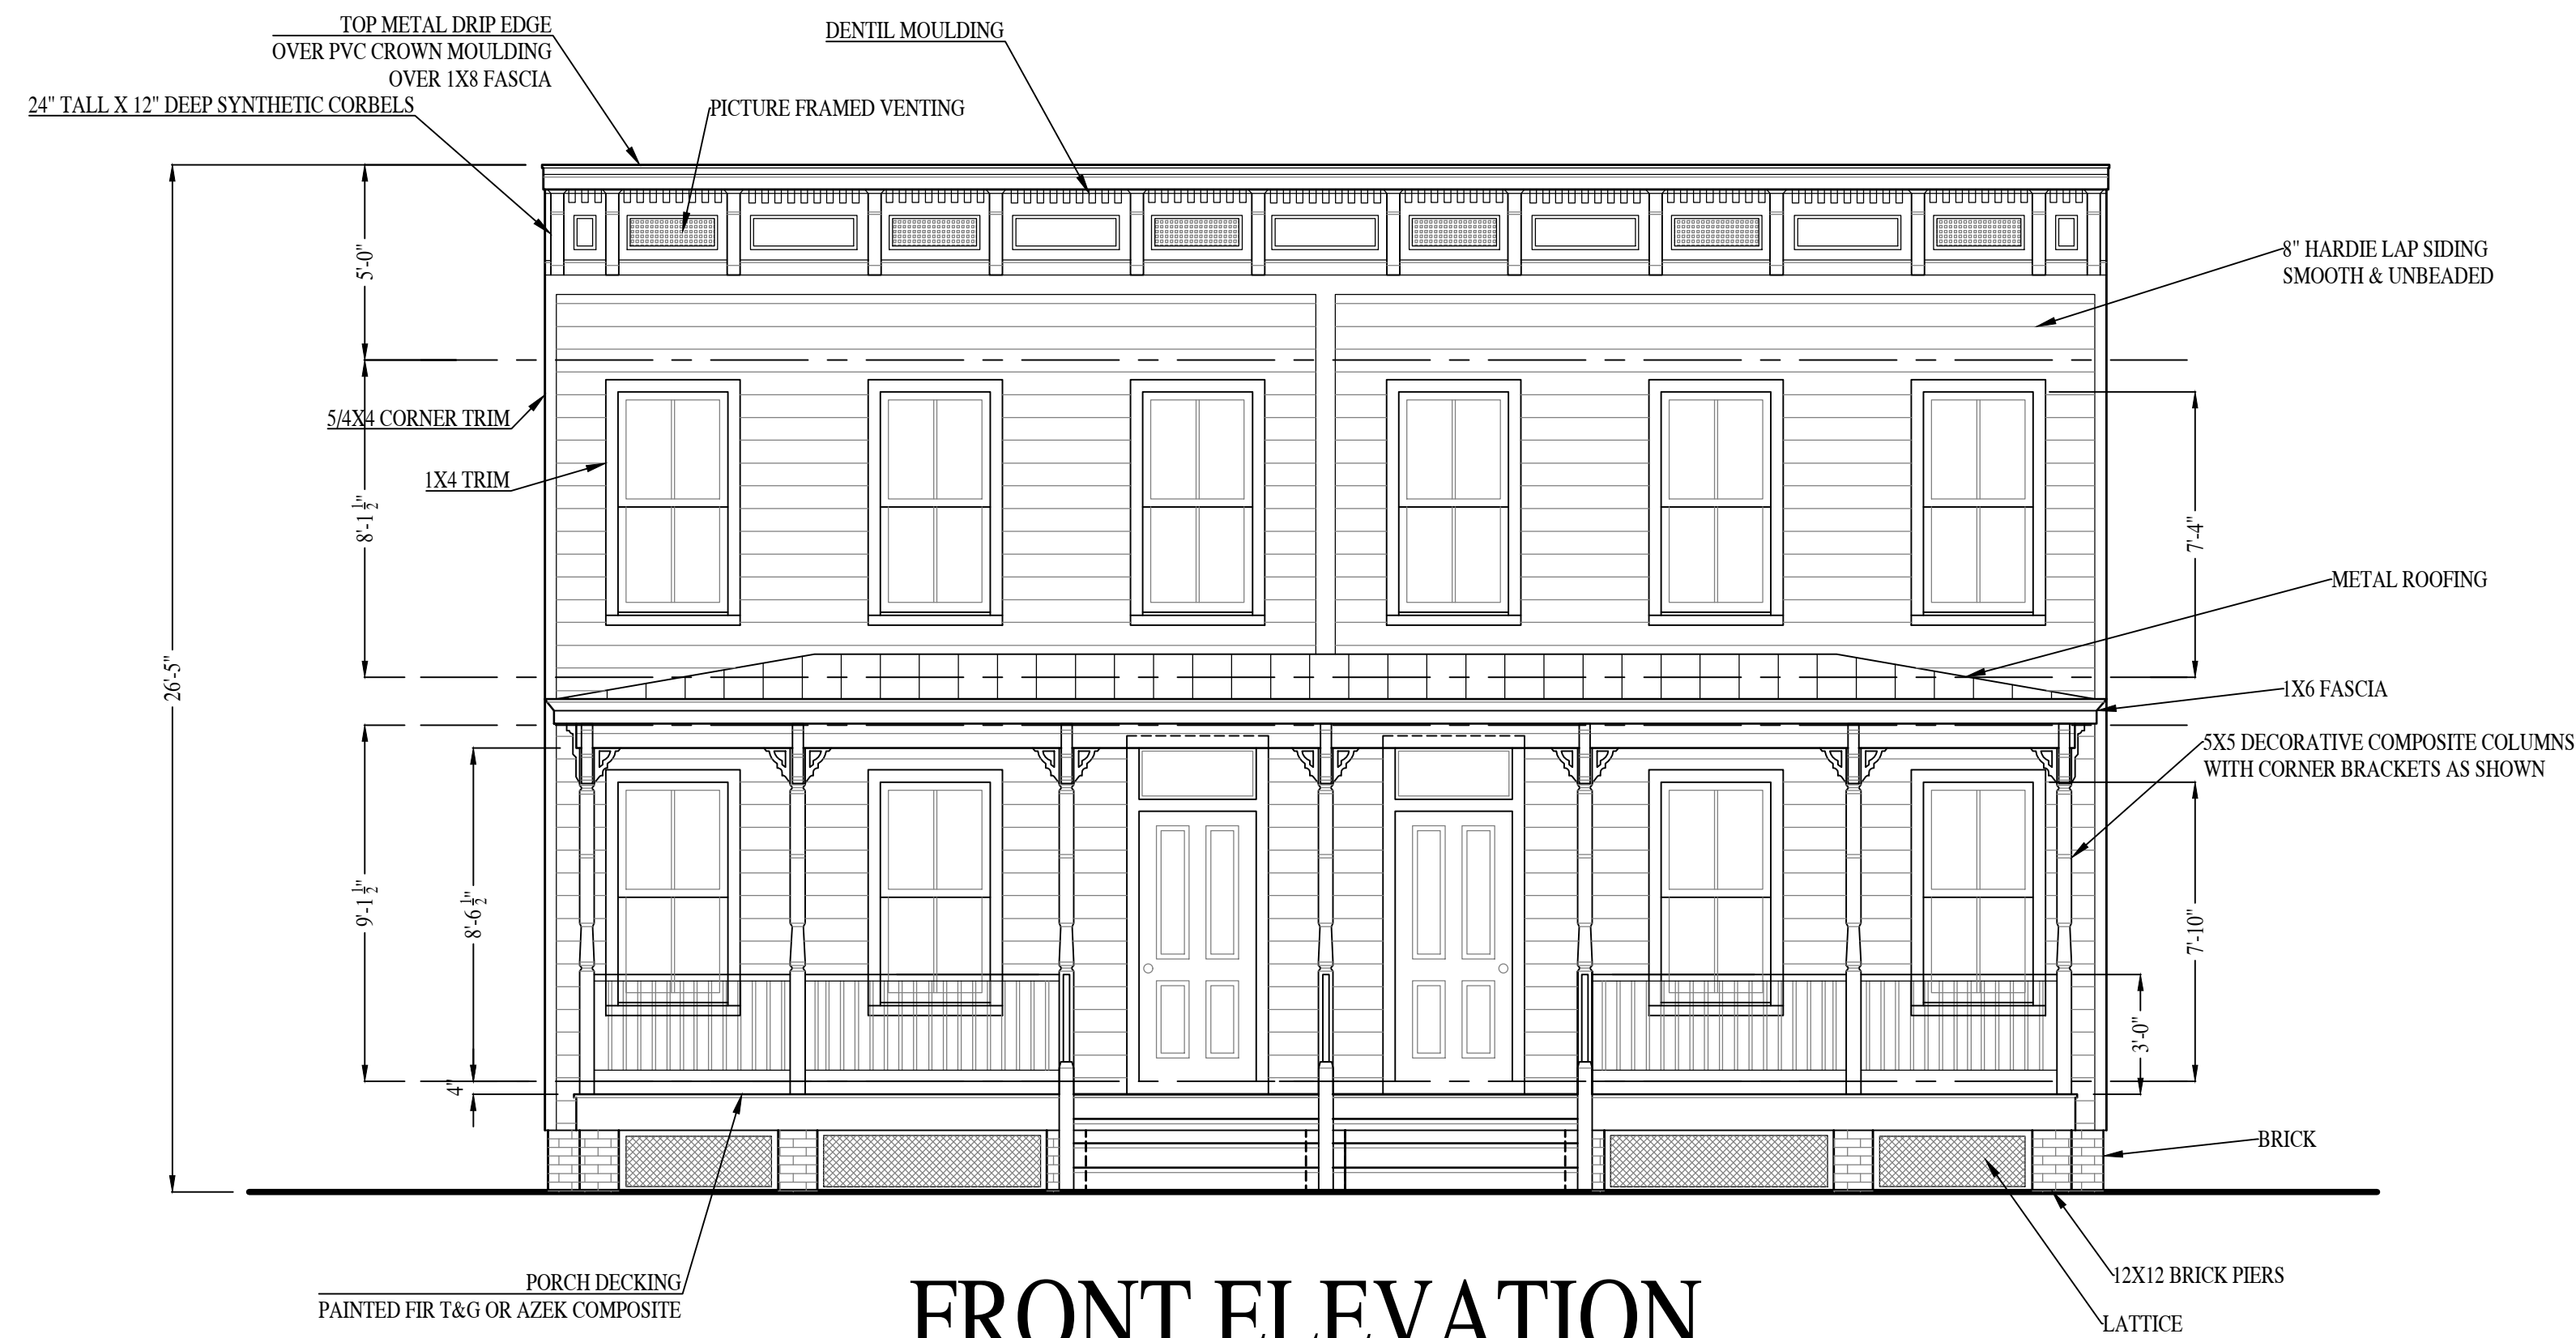 TOP METAL DRIP EDGE
OVER PVC CROWN MOULDING
OVER 1X8 FASCIA
DENTIL MOULDING
24" TALL X 12" DEEP SYNTHETIC CORBELS
PICTURE FRAMED VENTING
5'-0"
8" HARDIE LAP SIDING
SMOOTH & UNBEADED
5/4X4 CORNER TRIM
1X4 TRIM
8'-1 1/2"
7'-4"
METAL ROOFING
26'-5"
1X6 FASCIA
5X5 DECORATIVE COMPOSITE COLUMNS
WITH CORNER BRACKETS AS SHOWN
9'-1 1/2"
8'-6 1/2"
7'-10"
3'-0"
4"
BRICK
PORCH DECKING
PAINTED FIR T&G OR AZEK COMPOSITE
12X12 BRICK PIERS
LATTICE
FRONT ELEVATION